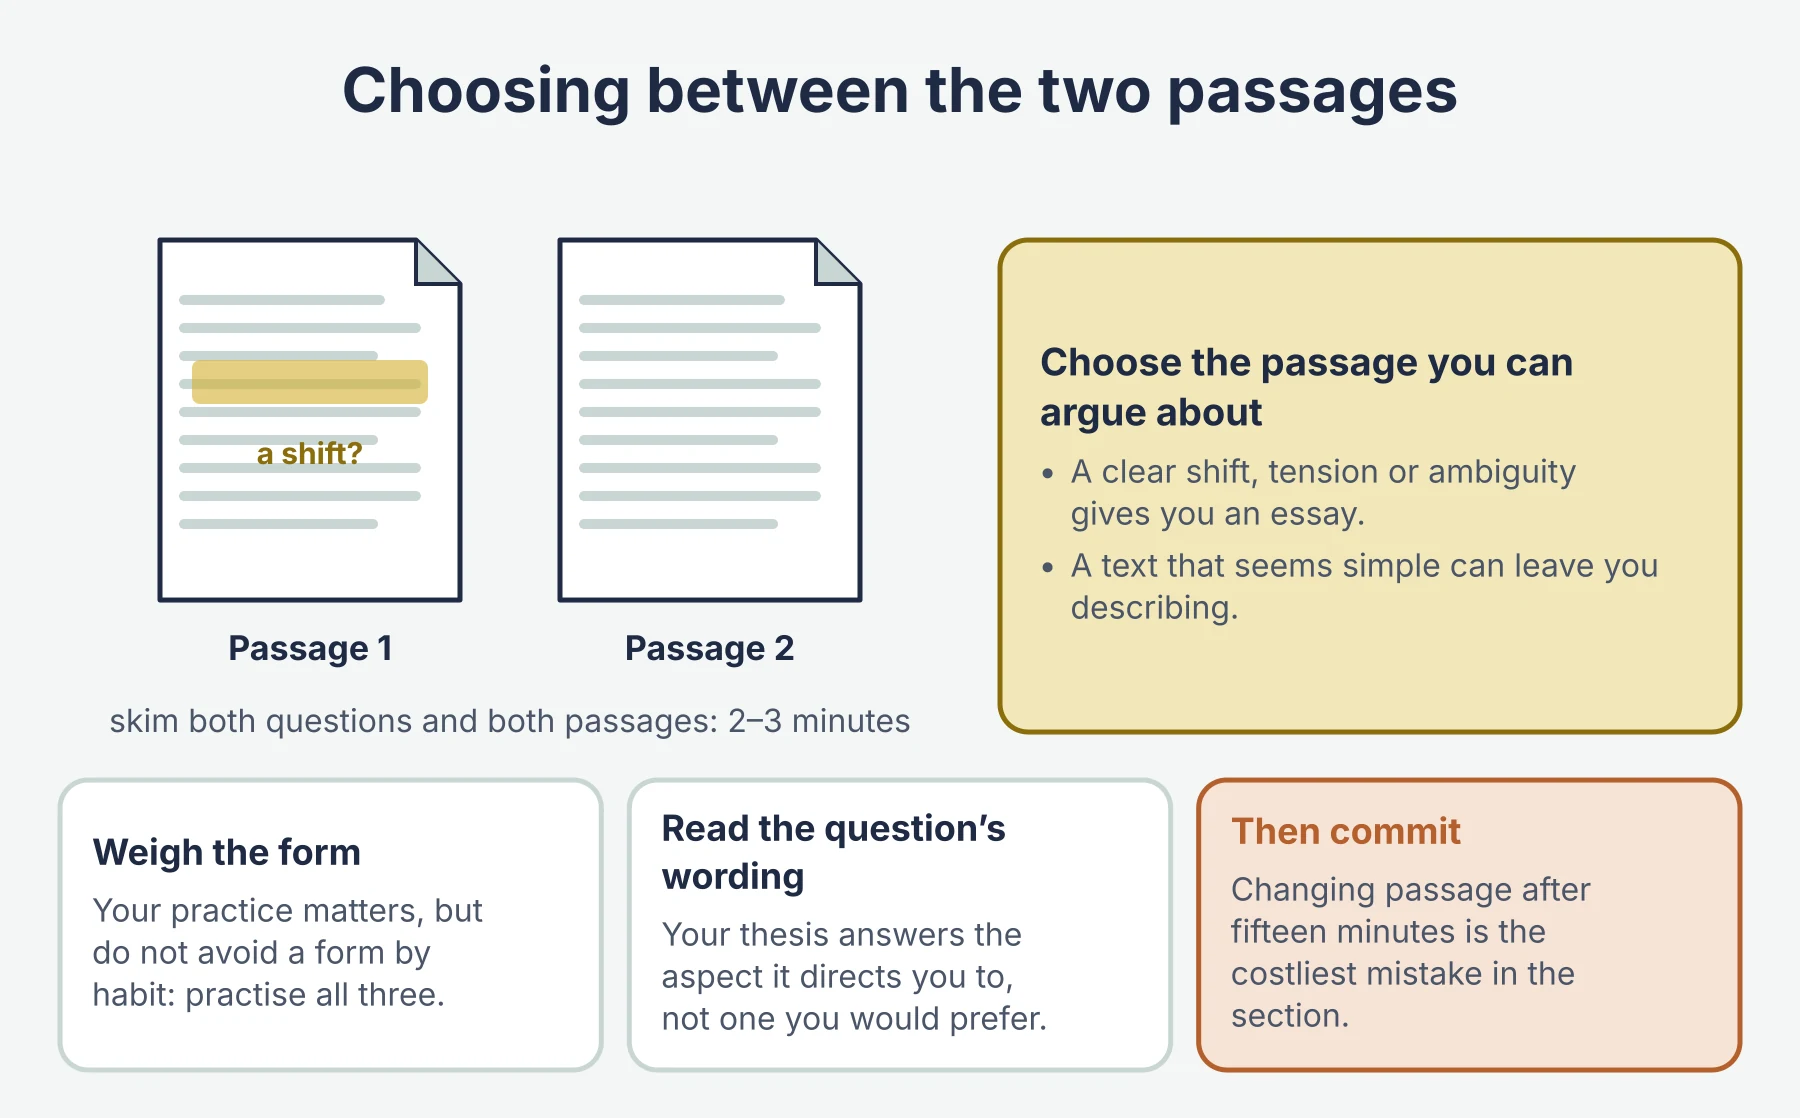 Choosing between the two passages
a shift?
Passage 1
Passage 2
skim both questions and both passages: 2–3 minutes
Choose the passage you can
argue about
• A clear shift, tension or ambiguity
gives you an essay.
• A text that seems simple can leave you
describing.
Weigh the form
Your practice matters, but
do not avoid a form by
habit: practise all three.
Read the question’s
wording
Your thesis answers the
aspect it directs you to,
not one you would prefer.
Then commit
Changing passage after
fifteen minutes is the
costliest mistake in the
section.